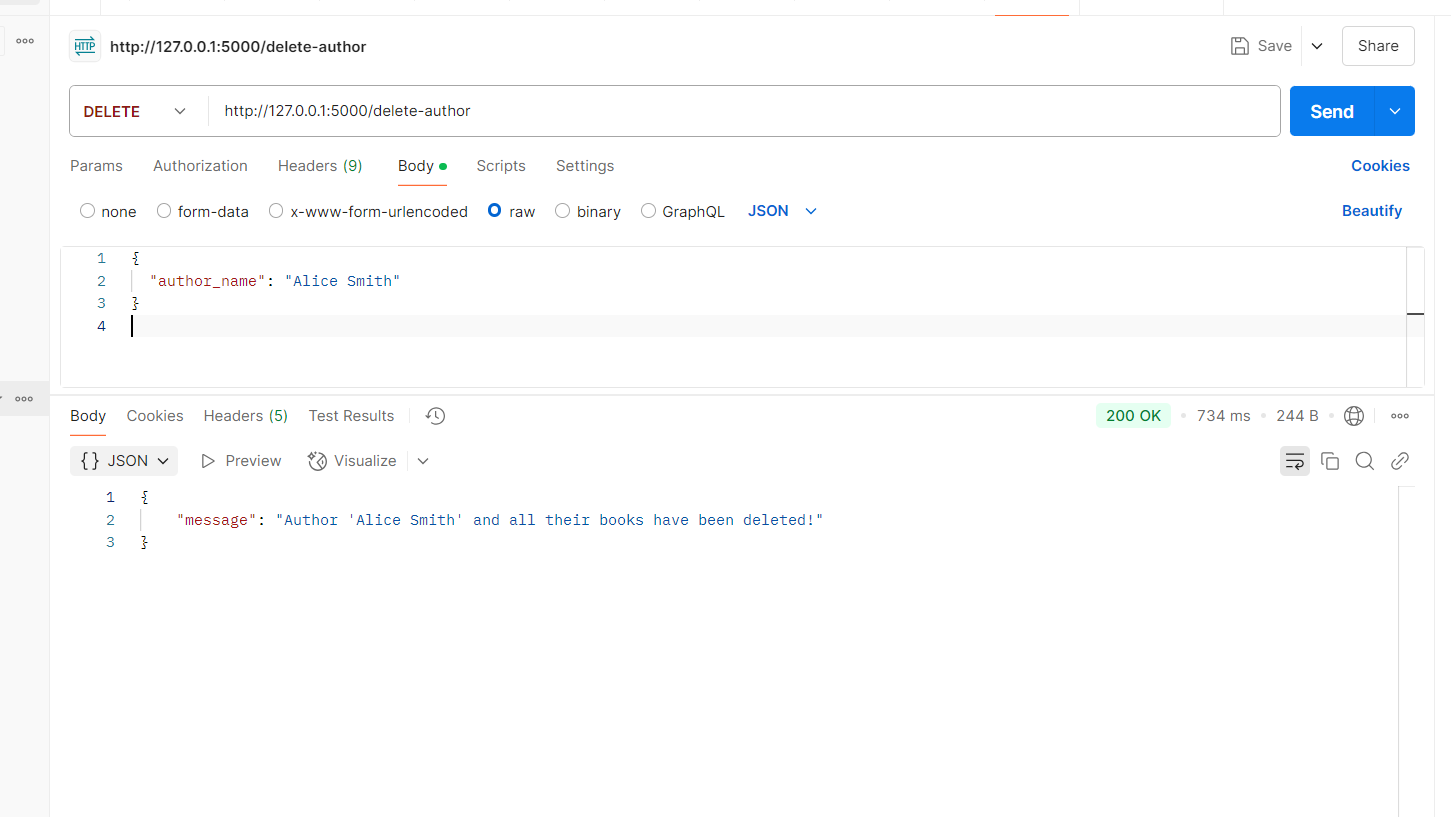 HTTP http://127.0.0.1:5000/delete-author Save Share
DELETE http://127.0.0.1:5000/delete-author Send
Params Authorization Headers (9) Body Scripts Settings Cookies
none form-data x-www-form-urlencoded raw binary GraphQL JSON Beautify
1 {
2 "author_name": "Alice Smith"
3 }
4
Body Cookies Headers (5) Test Results 200 OK 734 ms 244 B
{} JSON Preview Visualize
1 {
2 "message": "Author 'Alice Smith' and all their books have been deleted!"
3 }